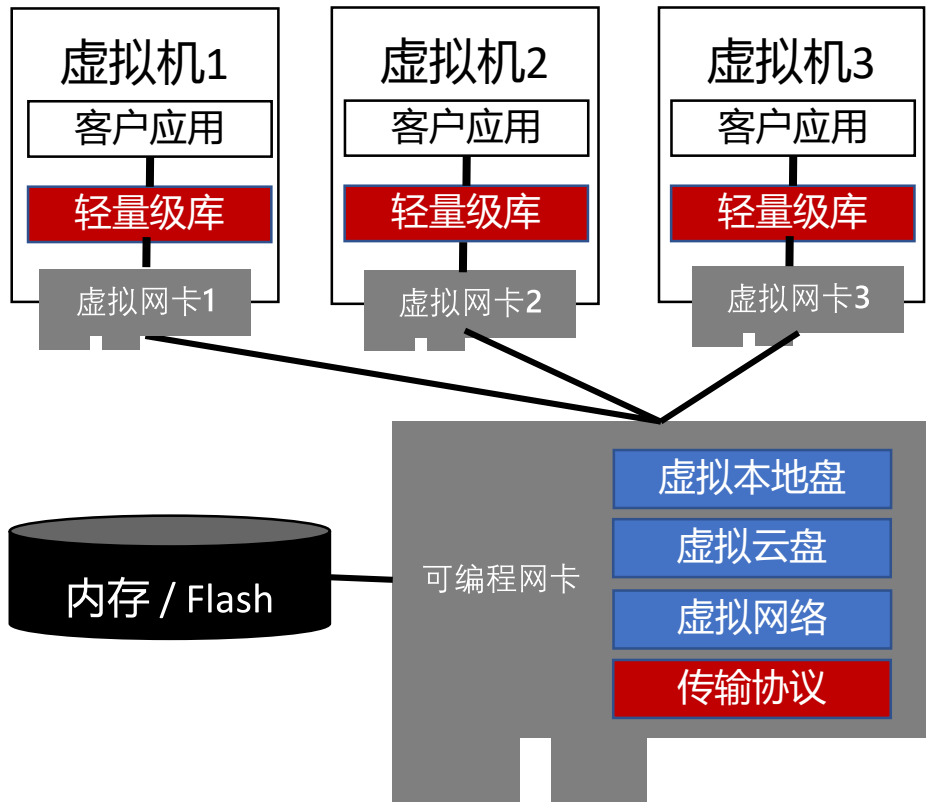 虚拟机1
客户应用
轻量级库
虚拟网卡1
虚拟机2
客户应用
轻量级库
虚拟网卡2
虚拟机3
客户应用
轻量级库
虚拟网卡3
内存 / Flash
可编程网卡
虚拟本地盘
虚拟云盘
虚拟网络
传输协议